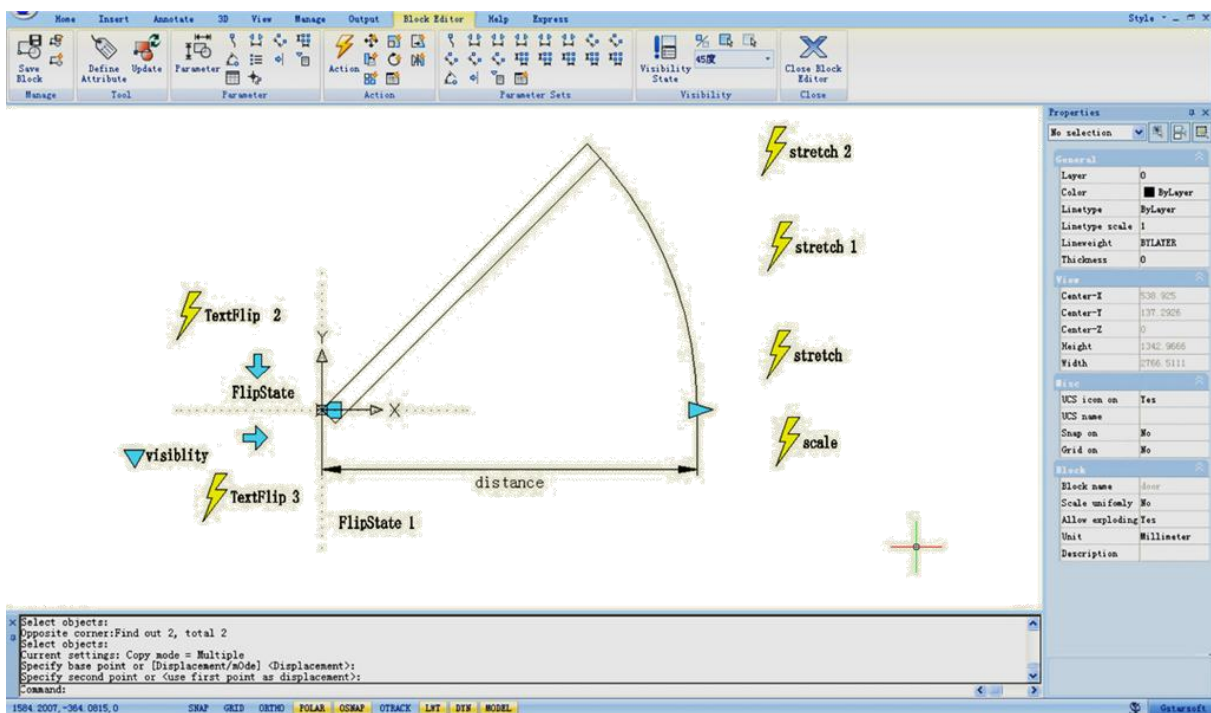 Home Insert Annotate 3D View Manage Output Block Editor Help Express Style
Save Block
Define Attribute
Update
Parameter
Action
Visibility State
45度
Close Block Editor
Manage Tool Parameter Action Parameter Sets Visibility Close
Properties
No selection
General
Layer 0
Color ByLayer
Linetype ByLayer
Linetype scale 1
Lineweight BYLAYER
Thickness 0
View
Center-X 538.925
Center-Y 137.2926
Center-Z 0
Height 1342.9666
Width 2766.5111
Misc
UCS icon on Yes
UCS name
Snap on No
Grid on No
Block
Block name door
Scale unifomly No
Allow exploding Yes
Unit Millimeter
Description
stretch 2
stretch 1
TextFlip 2
Y
stretch
FlipState
X
visiblity
scale
distance
TextFlip 3
FlipState 1
Select objects:
Opposite corner:Find out 2, total 2
Select objects:
Current settings: Copy mode = Multiple
Specify base point or [Displacement/mOde] <Displacement>:
Specify second point or <use first point as displacement>:
Command:
1584.2007,-364.0815,0 SNAP GRID ORTHO POLAR OSNAP OTRACK LWT DYN MODEL Gstarsoft